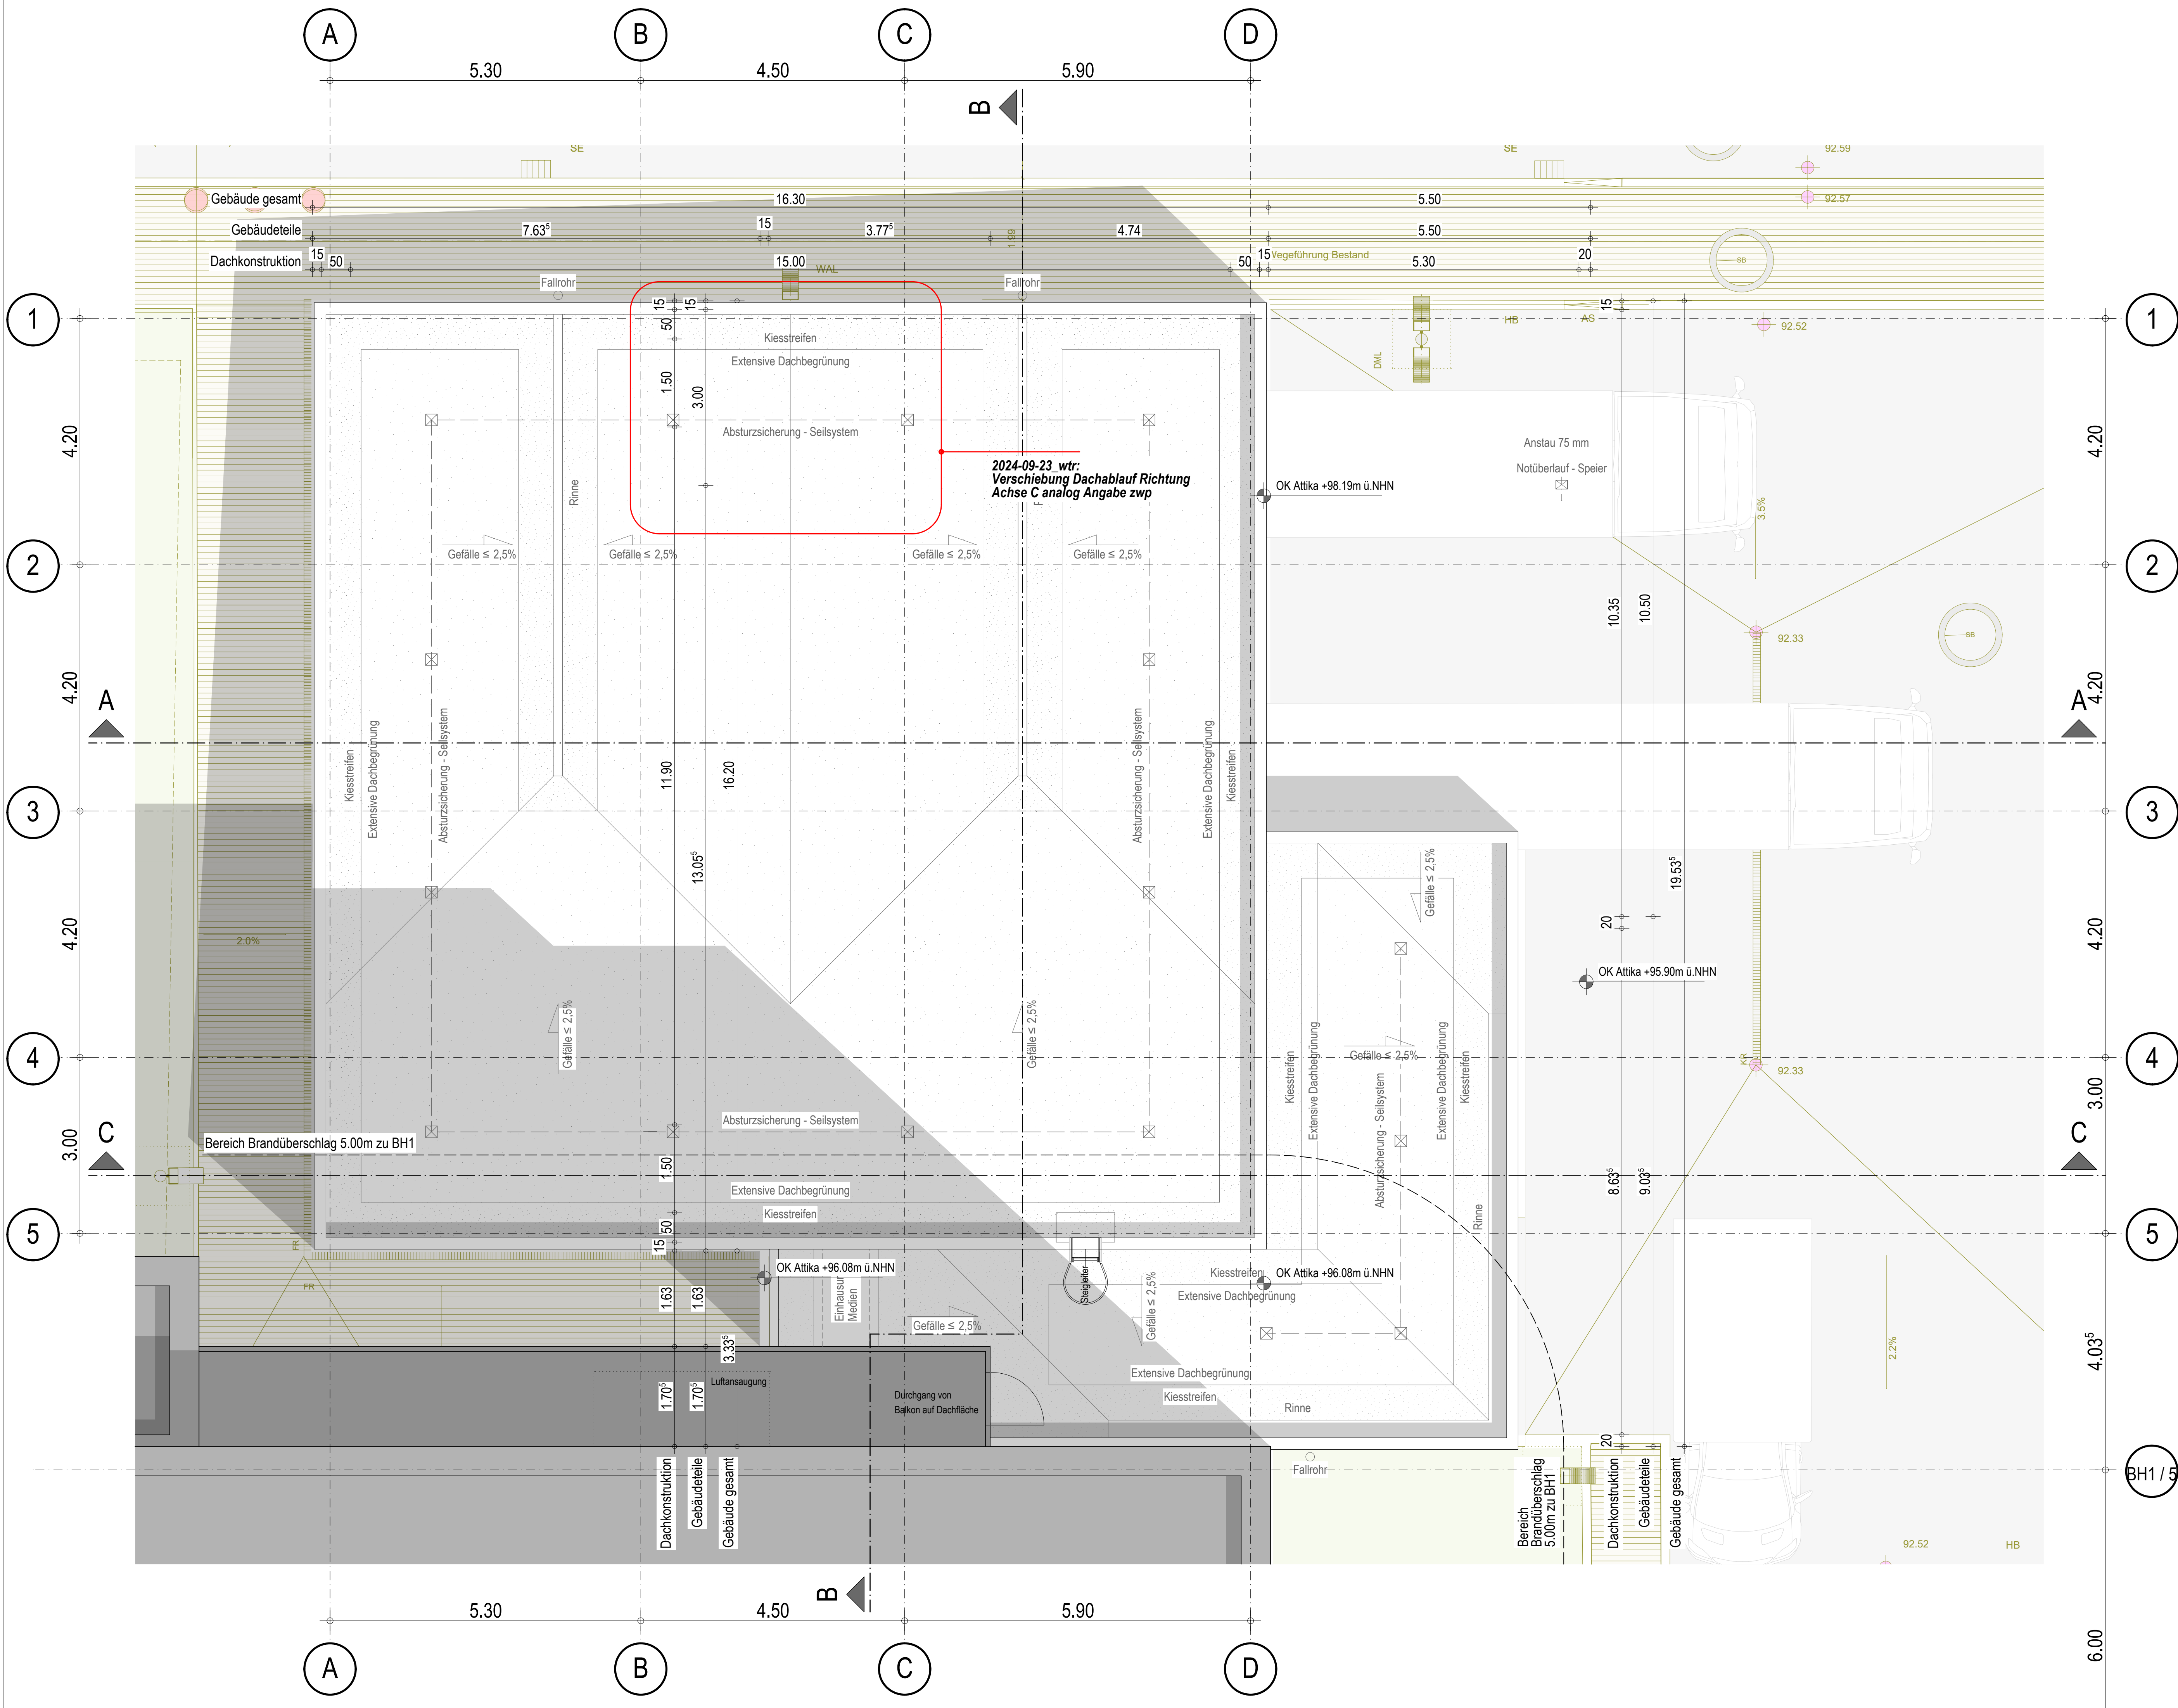 A
B
C
D
5.30
4.50
5.90
B
SE
SE
92.59
92.57
Gebäude gesamt
16.30
5.50
Gebäudeteile
7.63⁵
15
3.77⁵
4.74
5.50
1.99
Dachkonstruktion
15
50
15.00
WAL
50
15
Wegeführung Bestand
5.30
20
SB
Fallrohr
Fallrohr
1
15
15
50
15
HB
AS
92.52
1
Kiesstreifen
Extensive Dachbegrünung
DML
1.50
3.00
4.20
Absturzsicherung - Seilsystem
Anstau 75 mm
Notüberlauf - Speier
4.20
2024-09-23_wtr:
Verschiebung Dachablauf Richtung
Achse C analog Angabe zwp
Rinne
OK Attika +98.19m ü.NHN
3.5%
Gefälle ≤ 2,5%
Gefälle ≤ 2,5%
Gefälle ≤ 2,5%
Gefälle ≤ 2,5%
2
2
10.35
10.50
92.33
SB
4.20
4.20
A
A
Kiesstreifen
Extensive Dachbegrünung
Absturzsicherung - Seilsystem
11.90
16.20
Absturzsicherung - Seilsystem
Extensive Dachbegrünung
Kiesstreifen
3
3
13.05⁵
Gefälle ≤ 2,5%
19.53⁵
4.20
2.0%
20
4.20
OK Attika +95.90m ü.NHN
Gefälle ≤ 2,5%
Gefälle ≤ 2,5%
Kiesstreifen
Extensive Dachbegrünung
Gefälle ≤ 2,5%
Absturzsicherung - Seilsystem
Extensive Dachbegrünung
Kiesstreifen
4
KR
92.33
4
3.00
3.00
Absturzsicherung - Seilsystem
C
Bereich Brandüberschlag 5.00m zu BH1
C
1.50
8.63⁵
9.03⁵
Extensive Dachbegrünung
Kiesstreifen
50
15
Rinne
5
5
FR
FR
OK Attika +96.08m ü.NHN
Steigleiter
Kiesstreifen
OK Attika +96.08m ü.NHN
Extensive Dachbegrünung
1.63
1.63
Medien
Gefälle ≤ 2,5%
Gefälle ≤ 2,5%
3.33⁵
2.2%
4.03⁵
Extensive Dachbegrünung
Luftansaugung
1.70⁵
1.70⁵
Durchgang von
Balkon auf Dachfläche
Kiesstreifen
Rinne
20
Fallrohr
Dachkonstruktion
Gebäudeteile
Gebäude gesamt
Bereich
Brandüberschlag
5.00m zu BH1
Dachkonstruktion
Gebäudeteile
Gebäude gesamt
BH1 / 5
92.52
HB
B
5.30
4.50
5.90
6.00
A
B
C
D